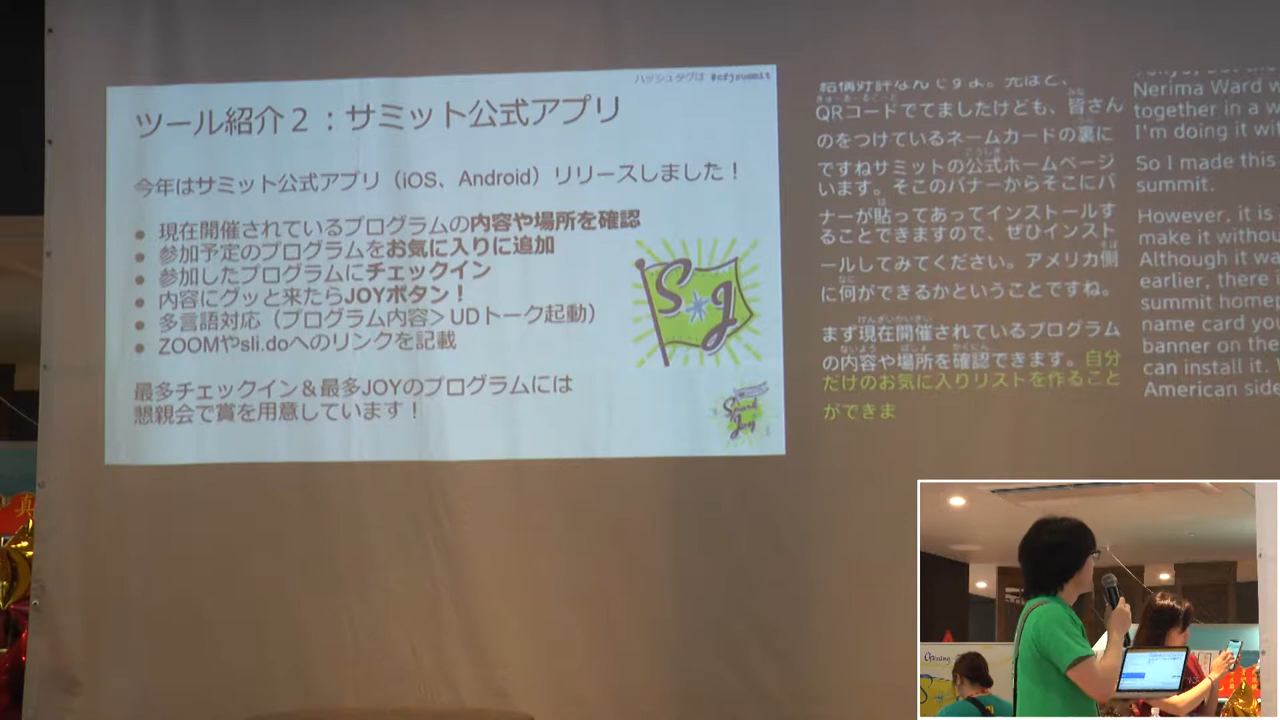 ハッシュタグは #cfjsummit
ツール紹介２：サミット公式アプリ
今年はサミット公式アプリ（iOS、Android）リリースしました！
● 現在開催されているプログラムの内容や場所を確認
● 参加予定のプログラムをお気に入りに追加
● 参加したプログラムにチェックイン
● 内容にグッと来たらJOYボタン！
● 多言語対応（プログラム内容＞UDトーク起動）
● ZOOMやsli.doへのリンクを記載
S J
最多チェックイン＆最多JOYのプログラムには
懇親会で賞を用意しています！
結構好評なんですよ。先ほど、
QRコードでてましたけども、皆さん
のをつけているネームカードの裏に
ですねサミットの公式ホームページ
います。そこのバナーからそこにバ
ナーが貼ってあってインストールす
ることできますので、ぜひインスト
ールしてみてください。アメリカ側
に何ができるかということですね。
まず現在開催されているプログラム
の内容や場所を確認できます。自分
だけのお気に入りリストを作ること
ができま
Nerima Ward w
together in a w
I'm doing it wi
So I made this
summit.
However, it is
make it withou
Although it wa
earlier, there i
summit home
name card you
banner on the
can install it.
American side
真